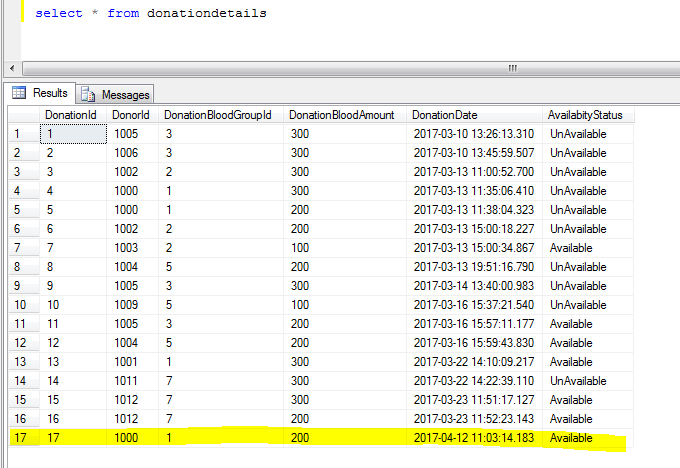 select * from donationdetails
Results Messages
DonationId DonorId DonationBloodGroupId DonationBloodAmount DonationDate AvailabityStatus
1 1 1005 3 300 2017-03-10 13:26:13.310 UnAvailable
2 2 1006 3 300 2017-03-10 13:45:59.507 UnAvailable
3 3 1002 2 300 2017-03-13 11:00:52.700 UnAvailable
4 4 1000 1 300 2017-03-13 11:35:06.410 UnAvailable
5 5 1000 1 200 2017-03-13 11:38:04.323 UnAvailable
6 6 1002 2 200 2017-03-13 15:00:18.227 UnAvailable
7 7 1003 2 100 2017-03-13 15:00:34.867 Available
8 8 1004 5 200 2017-03-13 19:51:16.790 UnAvailable
9 9 1005 3 300 2017-03-14 13:40:00.983 UnAvailable
10 10 1009 5 100 2017-03-16 15:37:21.540 UnAvailable
11 11 1005 3 200 2017-03-16 15:57:11.177 Available
12 12 1004 5 200 2017-03-16 15:59:43.830 Available
13 13 1001 1 300 2017-03-22 14:10:09.217 Available
14 14 1011 7 300 2017-03-22 14:22:39.110 UnAvailable
15 15 1012 7 300 2017-03-23 11:51:17.127 Available
16 16 1012 7 200 2017-03-23 11:52:23.143 Available
17 17 1000 1 200 2017-04-12 11:03:14.183 Available